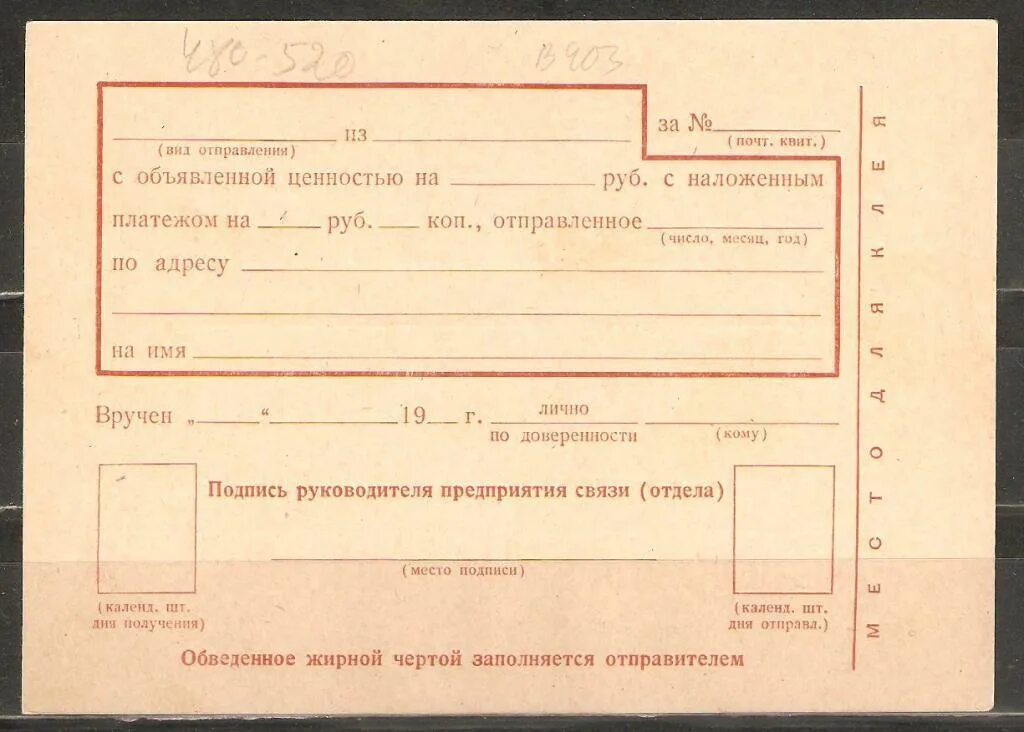 480-520 В903
за №
из
(вид отправления) (почт. квит.)
с объявленной ценностью на руб. с наложенным
платежом на руб. коп., отправленное
(число, месяц, год)
по адресу
на имя
Вручен „ “ 19 г. лично
по доверенности (кому)
Подпись руководителя предприятия связи (отдела)
(место подписи)
(календ. шт.
дня получения)
(календ. шт.
дня отправл.)
Обведенное жирной чертой заполняется отправителем
МЕСТО ДЛЯ КЛЕЯ